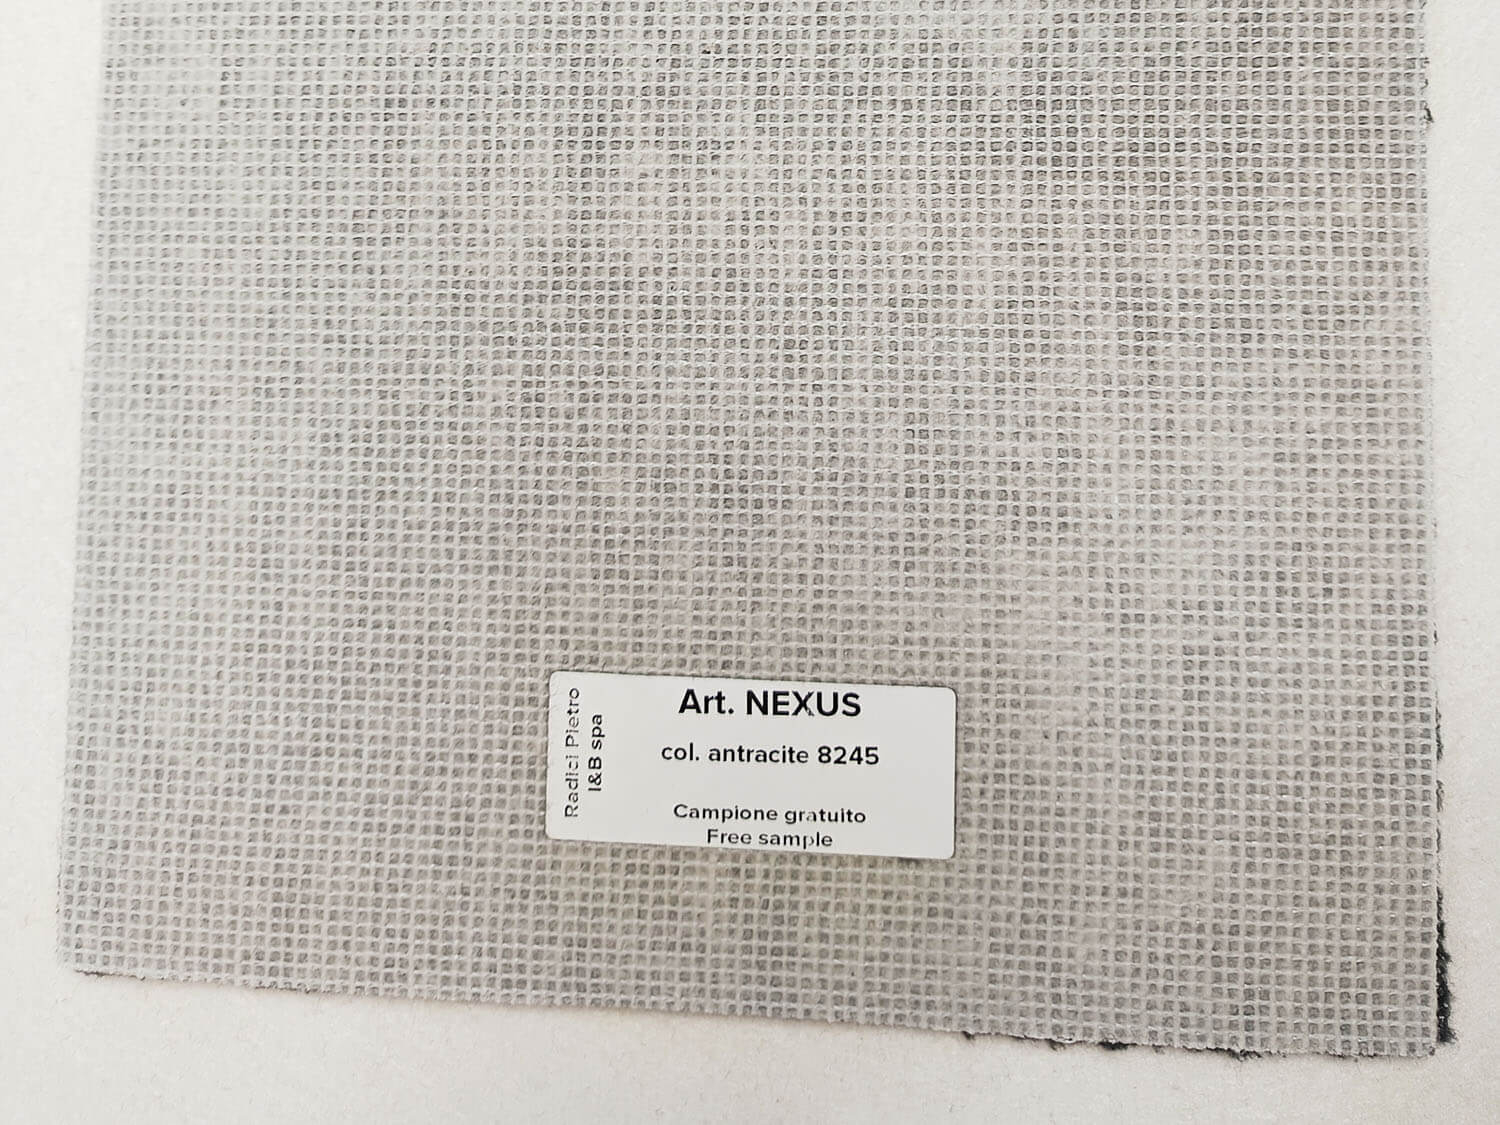 Radici Pietro
I&B spa
Art. NEXUS
col. antracite 8245
Campione gratuito
Free sample